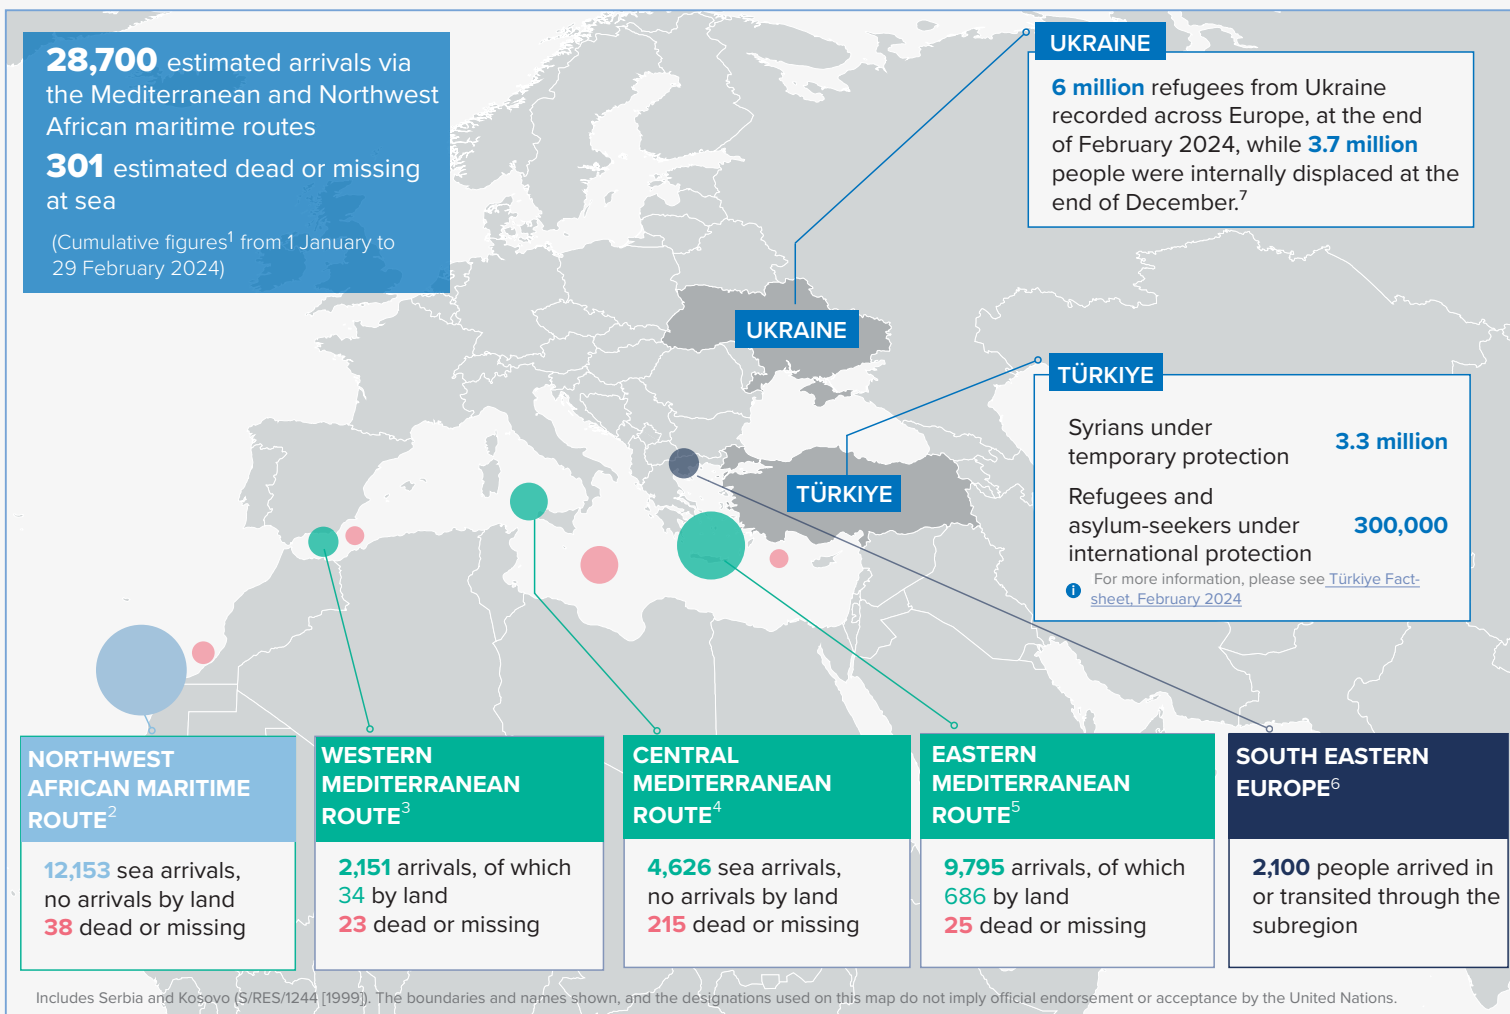 28,700 estimated arrivals via
the Mediterranean and Northwest
African maritime routes
301 estimated dead or missing
at sea
(Cumulative figures¹ from 1 January to
29 February 2024)
UKRAINE
6 million refugees from Ukraine
recorded across Europe, at the end
of February 2024, while 3.7 million
people were internally displaced at the
end of December.⁷
UKRAINE
TÜRKIYE
Syrians under
temporary protection
3.3 million
Refugees and
asylum-seekers under
international protection
300,000
i For more information, please see Türkiye Fact-
sheet, February 2024
TÜRKIYE
NORTHWEST
AFRICAN MARITIME
ROUTE²
12,153 sea arrivals,
no arrivals by land
38 dead or missing
WESTERN
MEDITERRANEAN
ROUTE³
2,151 arrivals, of which
34 by land
23 dead or missing
CENTRAL
MEDITERRANEAN
ROUTE⁴
4,626 sea arrivals,
no arrivals by land
215 dead or missing
EASTERN
MEDITERRANEAN
ROUTE⁵
9,795 arrivals, of which
686 by land
25 dead or missing
SOUTH EASTERN
EUROPE⁶
2,100 people arrived in
or transited through the
subregion
Includes Serbia and Kosovo (S/RES/1244 [1999]). The boundaries and names shown, and the designations used on this map do not imply official endorsement or acceptance by the United Nations.